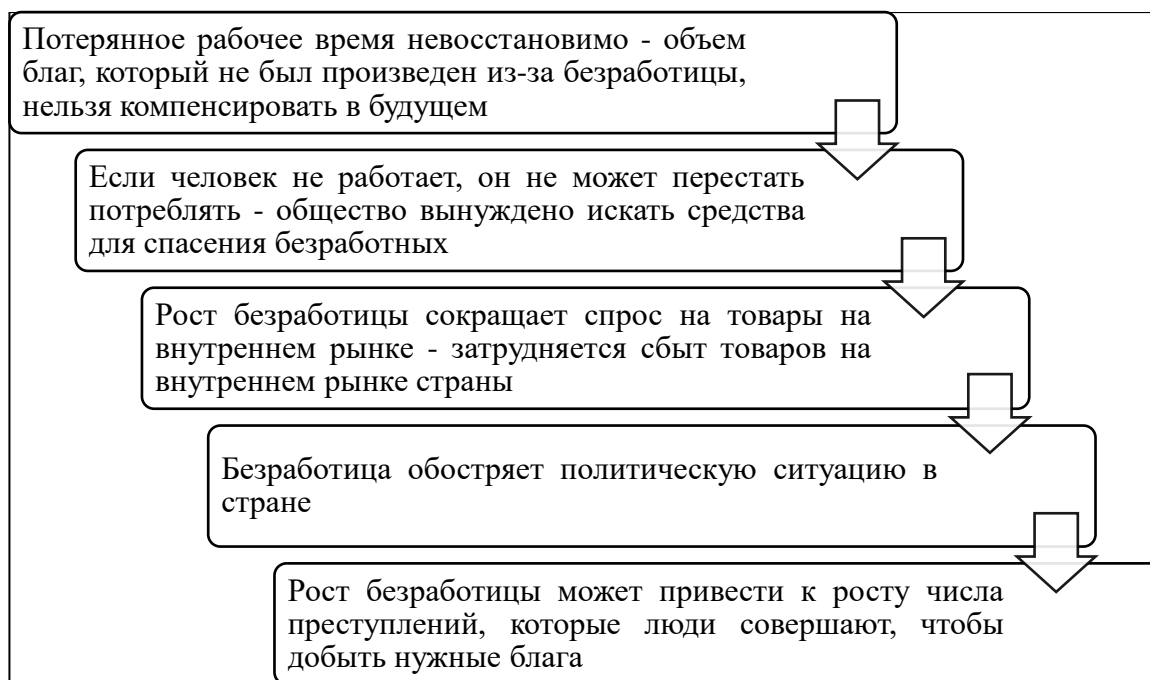 Потерянное рабочее время невосстановимо - объем
благ, который не был произведен из-за безработицы,
нельзя компенсировать в будущем
Если человек не работает, он не может перестать
потреблять - общество вынуждено искать средства
для спасения безработных
Рост безработицы сокращает спрос на товары на
внутреннем рынке - затрудняется сбыт товаров на
внутреннем рынке страны
Безработица обостряет политическую ситуацию в
стране
Рост безработицы может привести к росту числа
преступлений, которые люди совершают, чтобы
добыть нужные блага